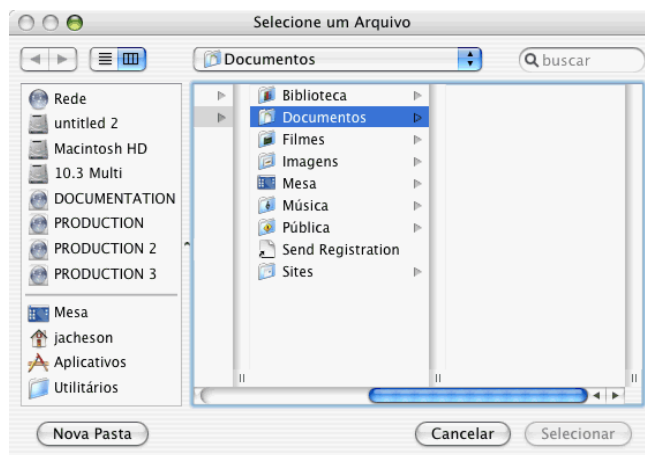 Selecione um Arquivo
Documentos
buscar
Rede
untitled 2
Macintosh HD
10.3 Multi
DOCUMENTATION
PRODUCTION
PRODUCTION 2
PRODUCTION 3
Mesa
jacheson
Aplicativos
Utilitários
Biblioteca
Documentos
Filmes
Imagens
Mesa
Música
Pública
Send Registration
Sites
Nova Pasta
Cancelar
Selecionar